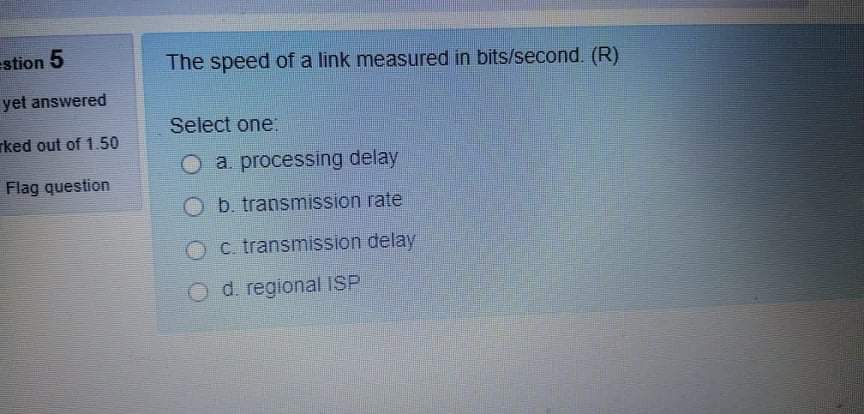 estion 5
yet answered
rked out of 1.50
Flag question
The speed of a link measured in bits/second. (R)
Select one:
a. processing delay
b. transmission rate
c. transmission delay
d. regional ISP